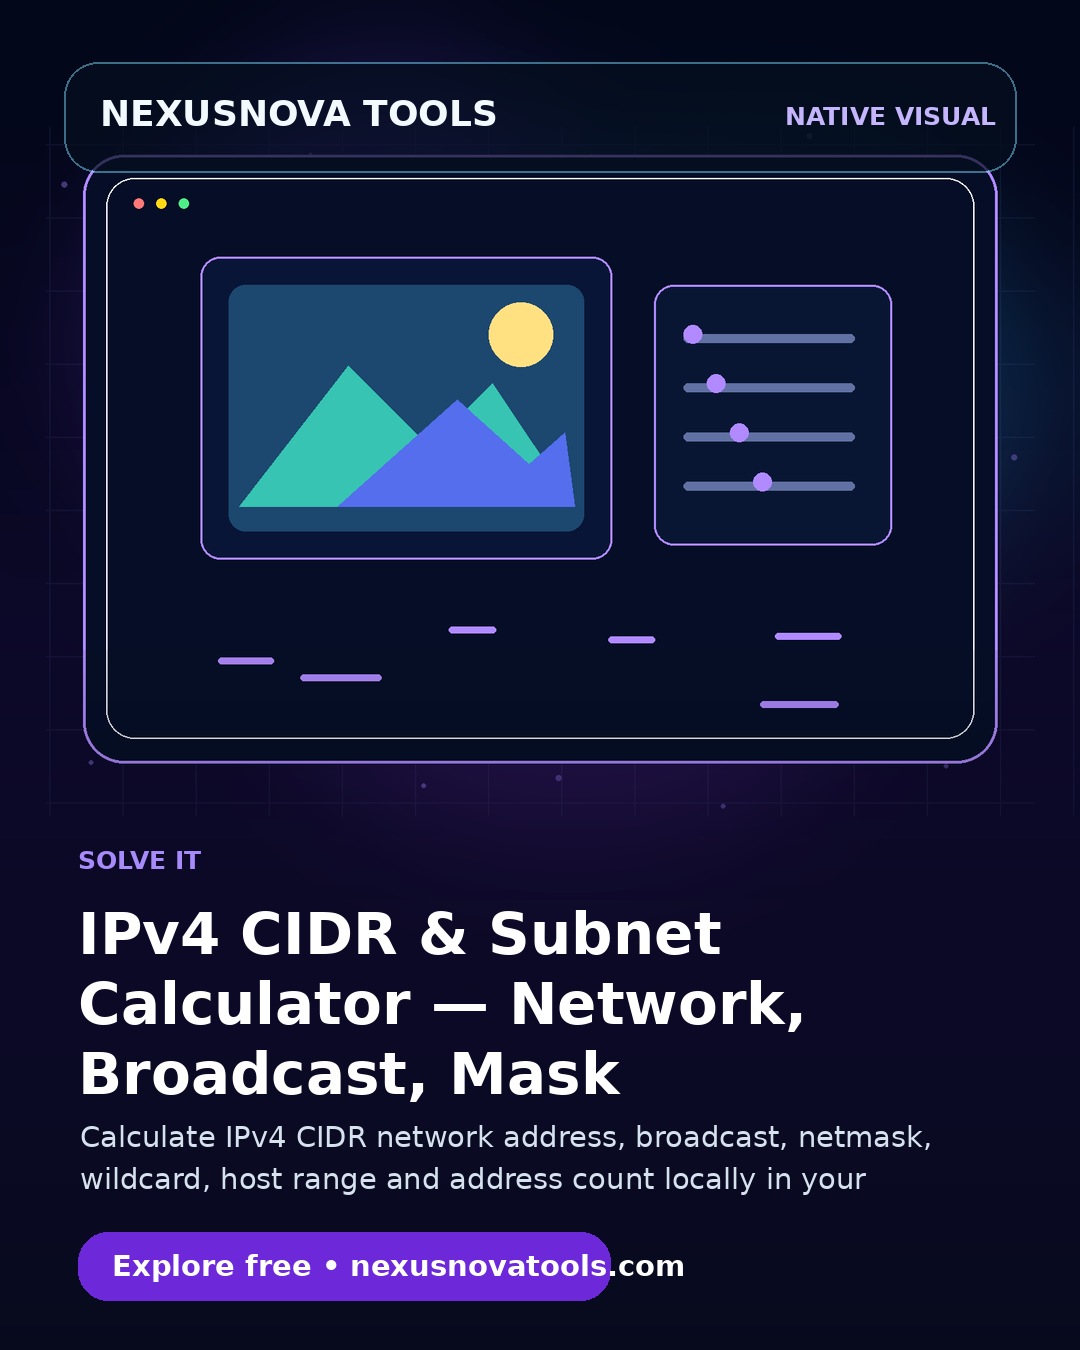 NEXUSNOVA TOOLS
NATIVE VISUAL
SOLVE IT
IPv4 CIDR & Subnet
Calculator — Network,
Broadcast, Mask
Calculate IPv4 CIDR network address, broadcast, netmask,
wildcard, host range and address count locally in your
Explore free • nexusnovatools.com